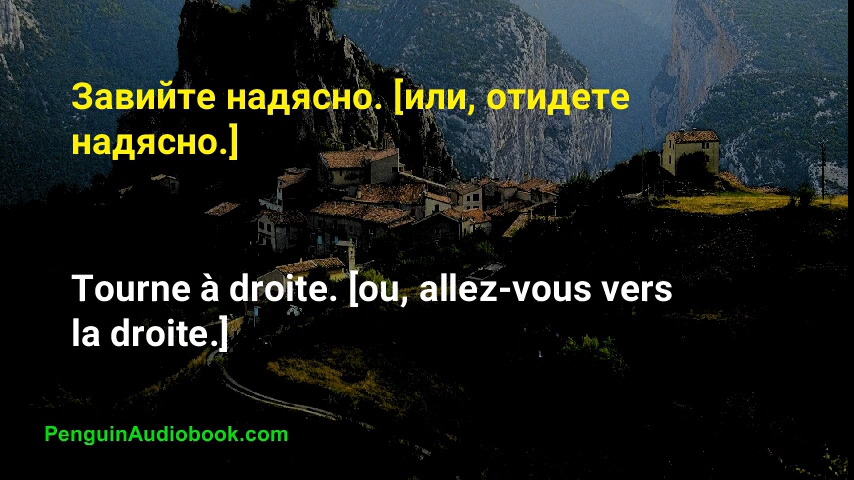 Завийте надясно. [или, отидете
надясно.]
Tourne à droite. [ou, allez-vous vers
la droite.]
PenguinAudiobook.com